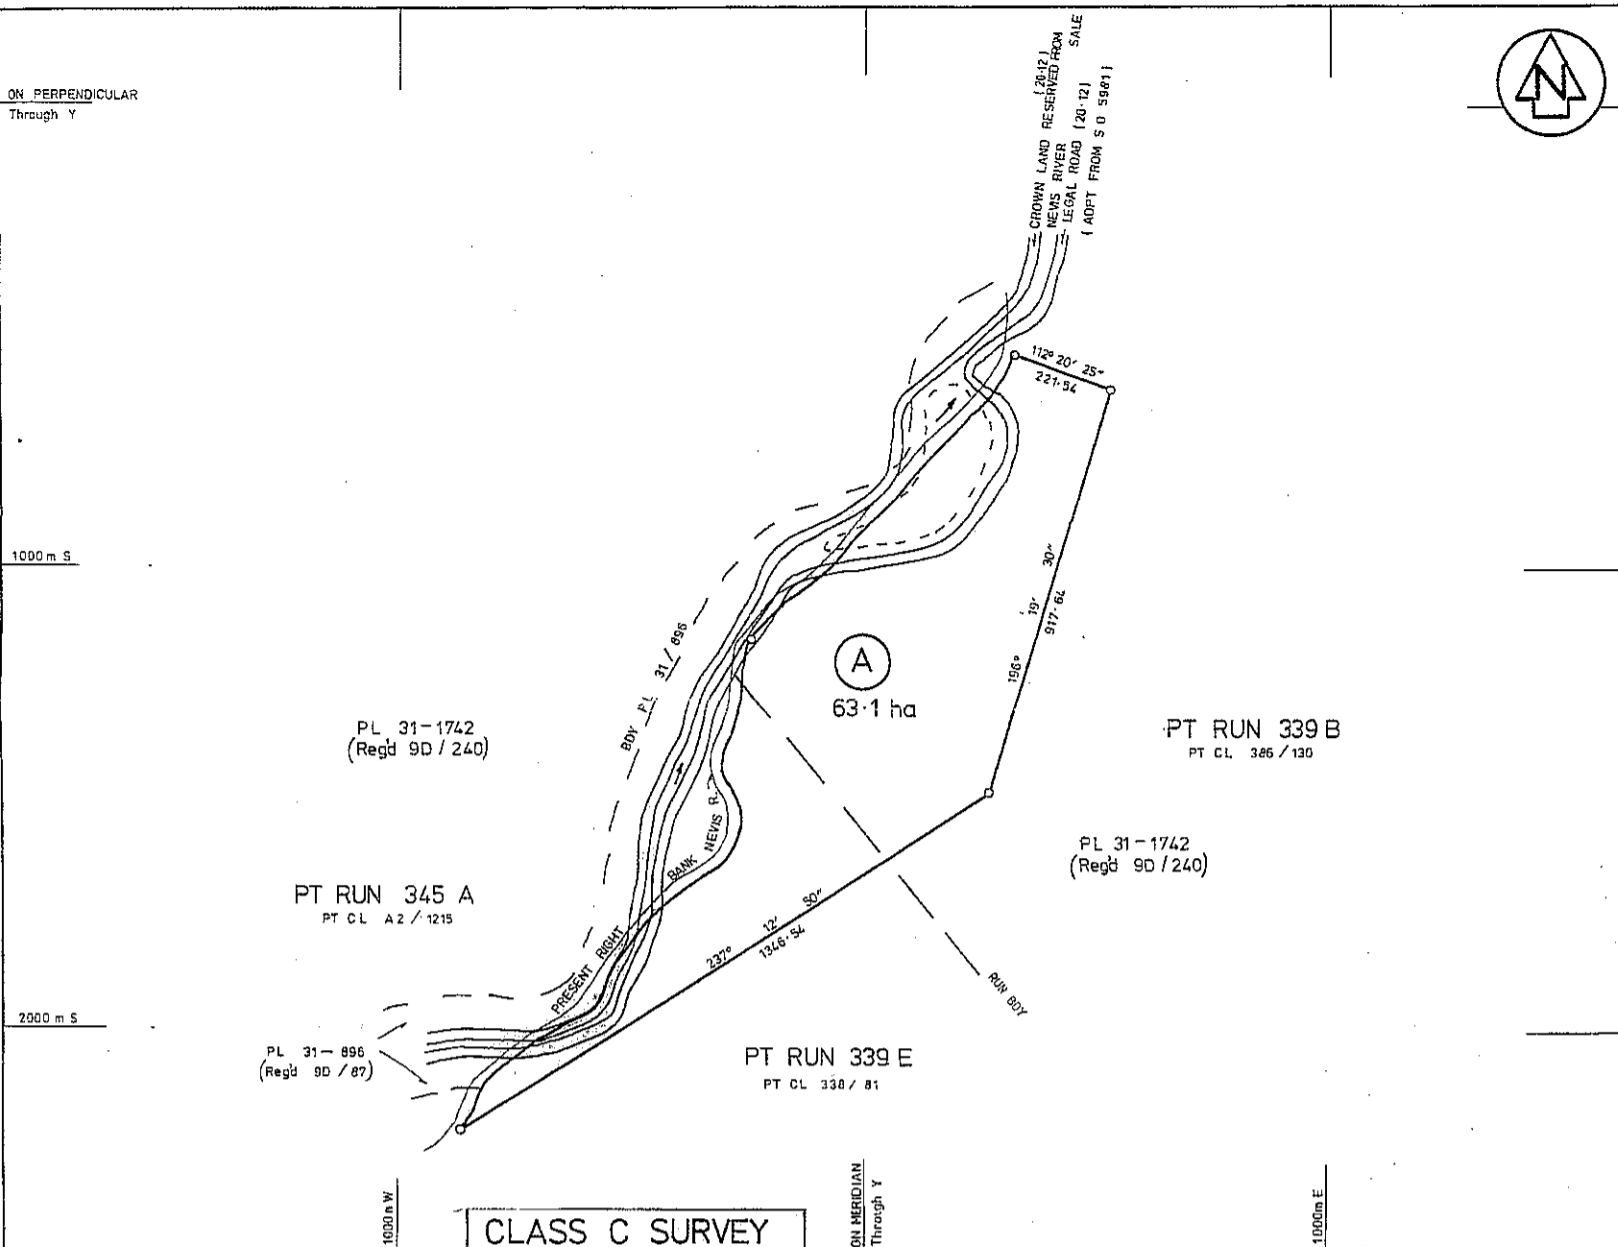 ON PERPENDICULAR
Through Y
N
CROWN LAND RESERVED FROM SALE
(20·12)
NEVIS RIVER
LEGAL ROAD (20·12)
(ADPT FROM S O 5981)
112° 20′ 25″
221·54
1000 m S
196° 19′ 30″
917·64
A
63·1 ha
BDY PL 31/896
PL 31-1742
(Reg'd 9D / 240)
PT RUN 339 B
PT CL 386 / 130
BANK NEVIS R.
PRESENT RIGHT
PL 31-1742
(Reg'd 9D / 240)
PT RUN 345 A
PT CL A2 / 1215
237° 12′ 50″
1346·54
RUN BDY
2000 m S
PL 31-896
(Reg'd 9D / 87)
PT RUN 339 E
PT CL 338 / 81
1000 m W
ON MERIDIAN
Through Y
1000m E
CLASS C SURVEY